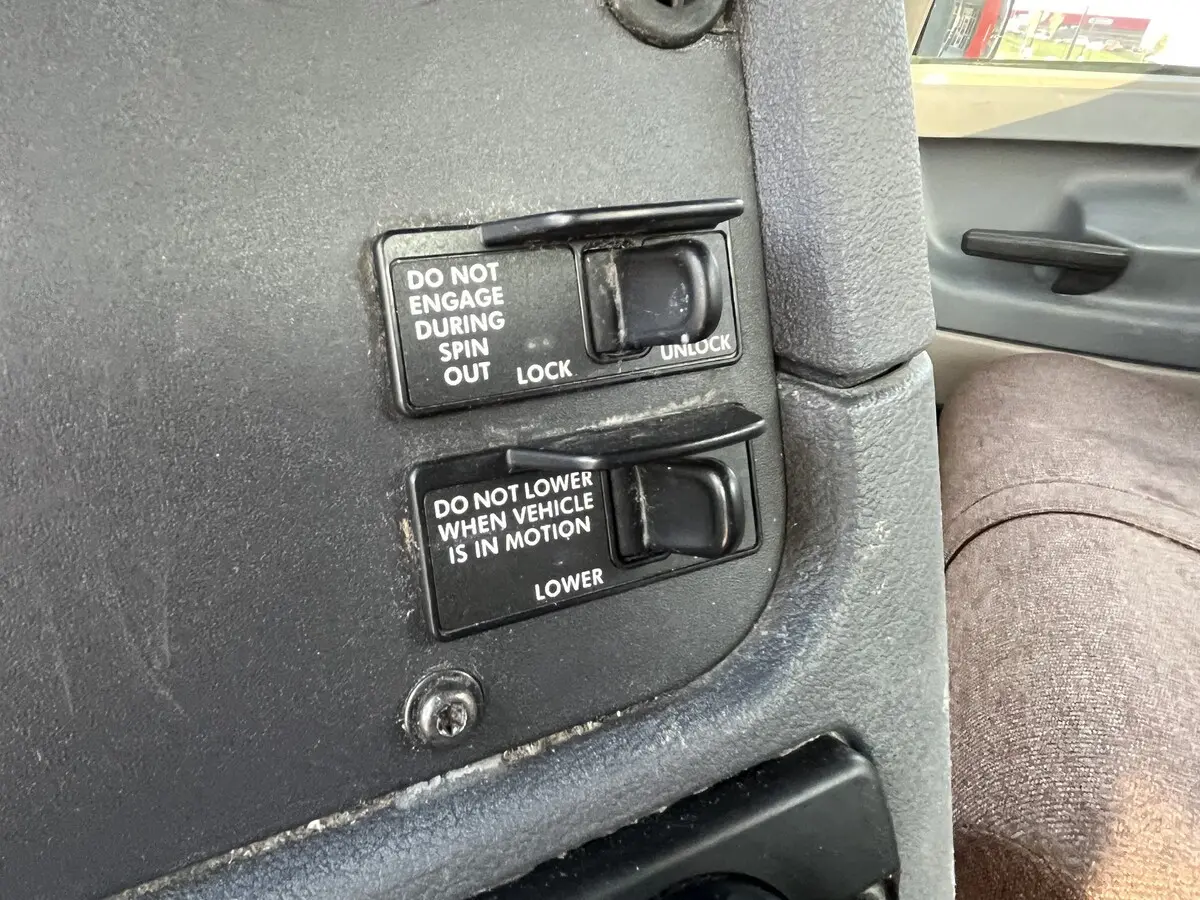 DO NOT
ENGAGE
DURING
SPIN
OUT
LOCK
UNLOCK
DO NOT LOWER
WHEN VEHICLE
IS IN MOTION
LOWER